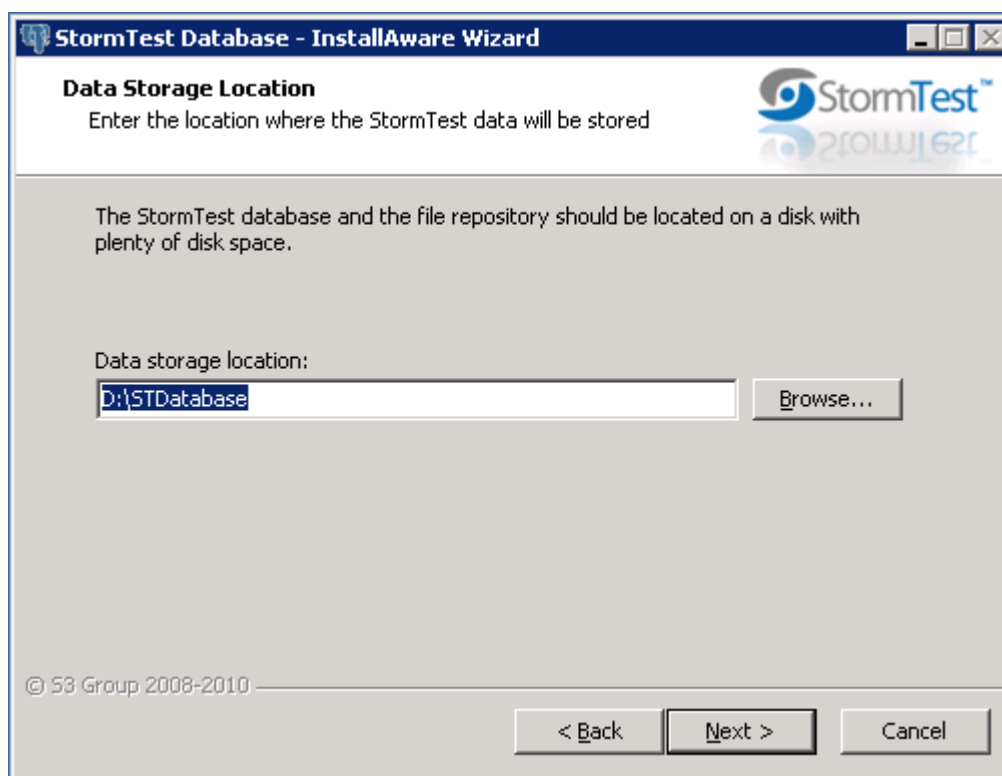 StormTest Database - InstallAware Wizard
Data Storage Location
Enter the location where the StormTest data will be stored
StormTest™
The StormTest database and the file repository should be located on a disk with
plenty of disk space.
Data storage location:
D:\STDatabase
Browse...
© S3 Group 2008-2010
< Back
Next >
Cancel